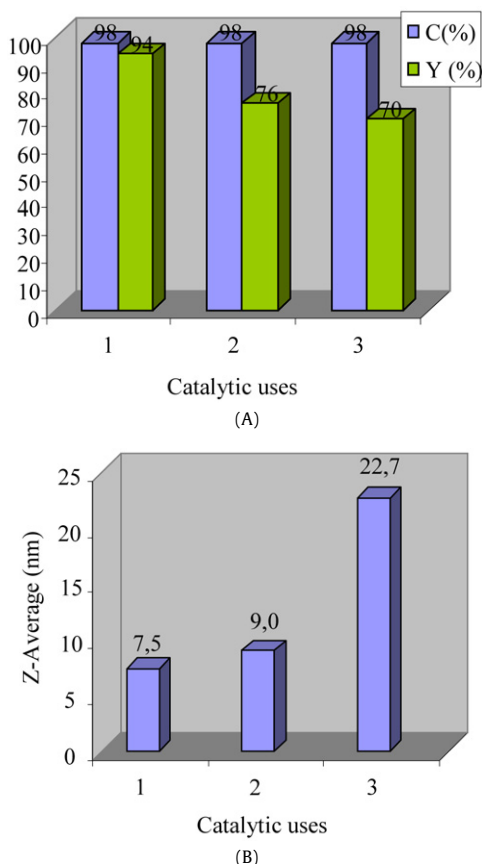 C(%)
Y (%)
98 94 98 76 98 70
100
90
80
70
60
50
40
30
20
10
0
1 2 3
Catalytic uses
(A)
Z-Average (nm)
25
20
15
10
5
0
7,5 9,0 22,7
1 2 3
Catalytic uses
(B)